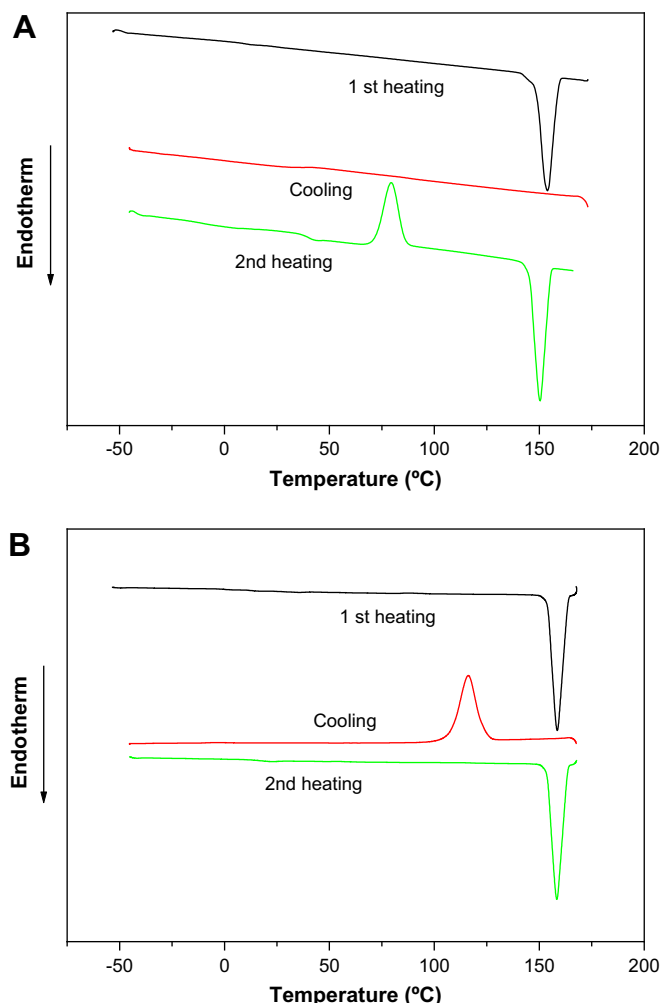 A
1 st heating
Cooling
2nd heating
Endotherm
-50 0 50 100 150 200
Temperature (ºC)
B
1 st heating
Cooling
2nd heating
Endotherm
-50 0 50 100 150 200
Temperature (ºC)